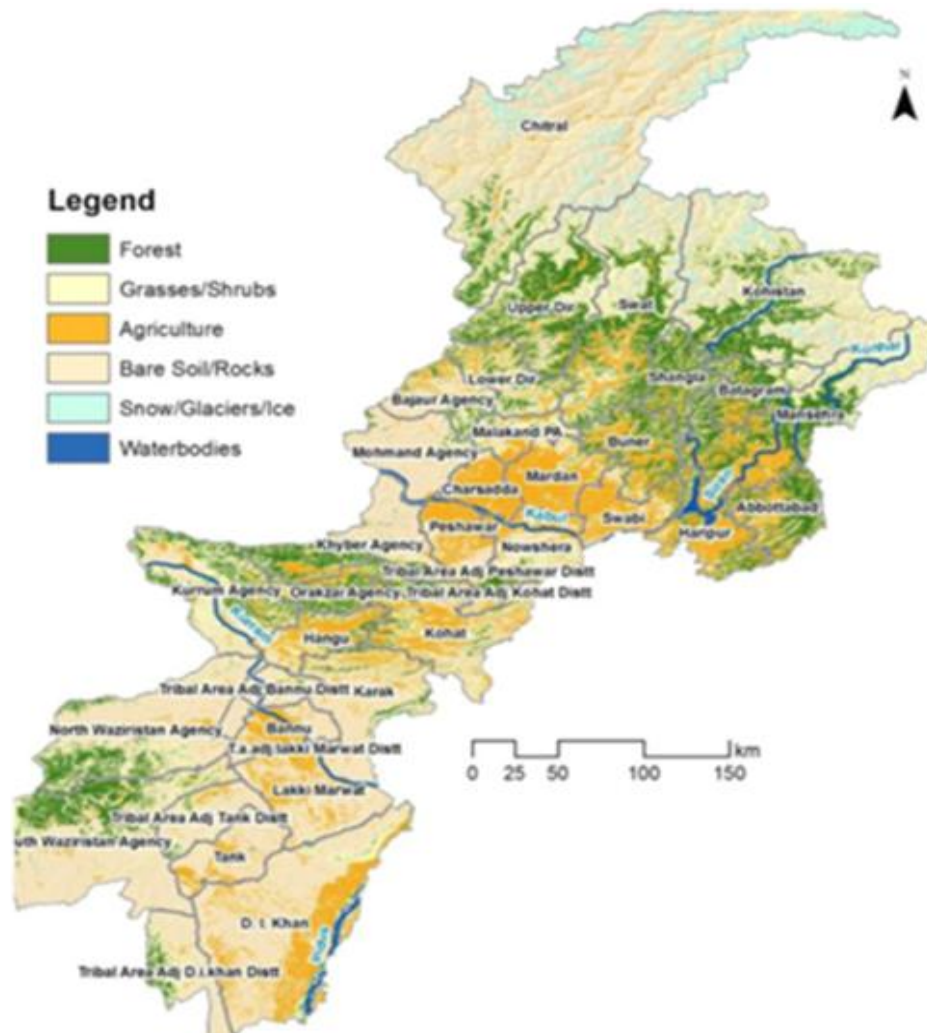 N
Chitral
Legend
Forest
Grasses/Shrubs
Agriculture
Bare Soil/Rocks
Snow/Glaciers/Ice
Waterbodies
Kohistan
Upper Dir
Swat
Kunhar
Shangla
Lower Dir
Batagram
Bajaur Agency
Mansehra
Malakand PA
Buner
Mohmand Agency
Mardan
Charsadda
Siran
Abbottabad
Kabul
Swabi
Peshawar
Haripur
Khyber Agency
Nowshera
Tribal Area Adj Peshawar Distt
Kurrum Agency
Orakzai Agency
Tribal Area Adj Kohat Distt
Kurram
Hangu
Kohat
Tribal Area Adj Bannu Distt
Karak
North Waziristan Agency
Bannu
T.a.adj.lakki Marwat Distt
km
0 25 50 100 150
Lakki Marwat
Tribal Area Adj Tank Distt
uth Waziristan Agency
Tank
D. I. Khan
Indus
Tribal Area Adj D.i.khan Distt